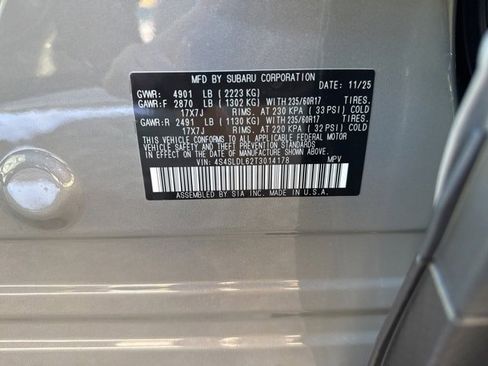 MFD BY SUBARU CORPORATION
DATE: 11/25
GVWR: 4901 LB ( 2223 KG)
GAWR:F 2870 LB ( 1302 KG) WITH 235/60R17 TIRES.
17X7J RIMS. AT 230 KPA ( 33 PSI) COLD
GAWR:R 2491 LB ( 1130 KG) WITH 235/60R17 TIRES.
17X7J RIMS. AT 220 KPA ( 32 PSI) COLD
THIS VEHICLE CONFORMS TO ALL APPLICABLE FEDERAL MOTOR
VEHICLE SAFETY AND THEFT PREVENTION STANDARDS
IN EFFECT ON THE DATE OF MANUFACTURE SHOWN ABOVE.
VIN: 4S4SLDL62T3014178 MPV
ASSEMBLED BY SIA INC. IN U.S.A.